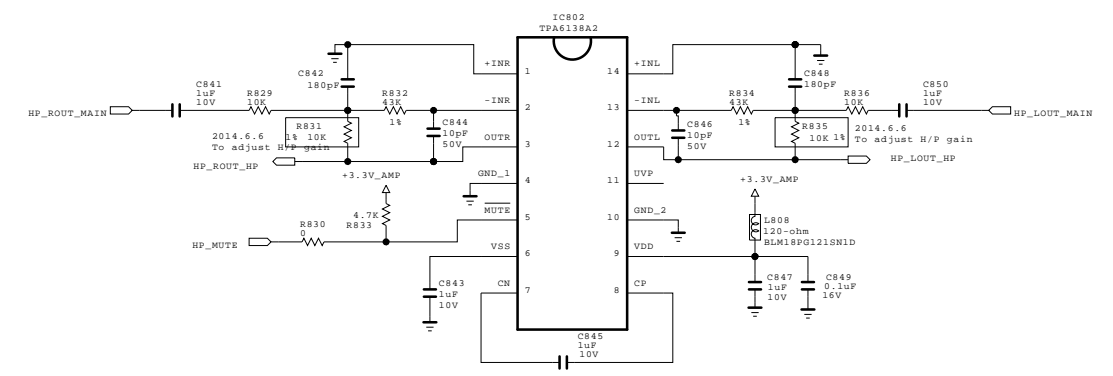 IC802
TPA6138A2
C841
1uF
10V
R829
10K
C842
180pF
R832
43K
1%
C844
10pF
50V
HP_ROUT_MAIN
R831
1% 10K
2014.6.6
To adjust H/P gain
HP_ROUT_HP
+3.3V_AMP
4.7K
R833
R830
0
HP_MUTE
C843
1uF
10V
+INR
1
-INR
2
OUTR
3
GND_1
4
MUTE
5
VSS
6
CN
7
+INL
14
-INL
13
OUTL
12
UVP
11
GND_2
10
VDD
9
CP
8
C845
1uF
10V
C846
10pF
50V
R834
43K
1%
C848
180pF
R836
10K
C850
1uF
10V
HP_LOUT_MAIN
R835
10K 1%
2014.6.6
To adjust H/P gain
HP_LOUT_HP
+3.3V_AMP
L808
120-ohm
BLM18PG121SN1D
C847
1uF
10V
C849
0.1uF
16V